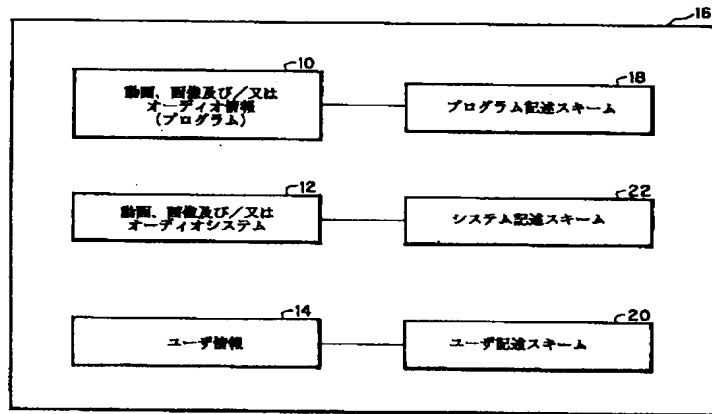 16
10
動画、画像及び/又は
オーディオ情報
(プログラム)
18
プログラム記述スキーム
12
動画、画像及び/又は
オーディオシステム
22
システム記述スキーム
14
ユーザ情報
20
ユーザ記述スキーム